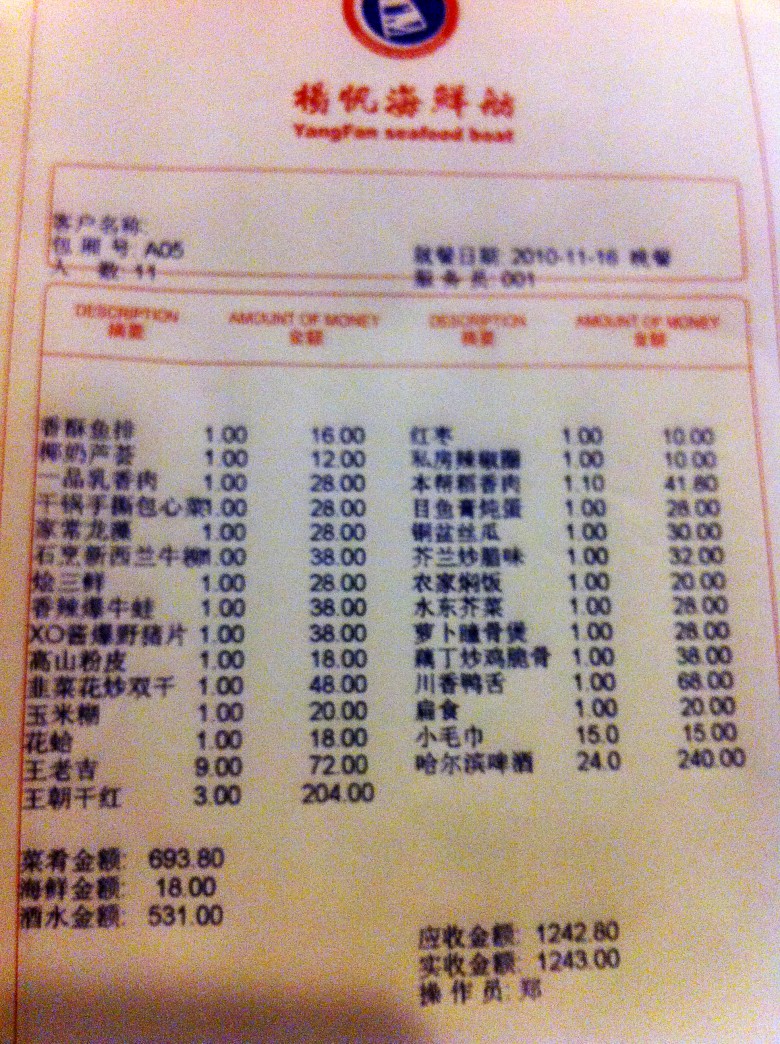 楊帆海鮮舫
YangFan seafood boat
客户名称:
包厢号: A05
人 数: 11
就餐日期: 2010-11-16 晚餐
服务员: 001
DESCRIPTION AMOUNT OF MONEY DESCRIPTION AMOUNT OF MONEY
摘要 金額 摘要 金額
香酥鱼排 1.00 16.00 红枣 1.00 10.00
椰奶芦荟 1.00 12.00 私房辣椒圈 1.00 10.00
一品乳香肉 1.00 28.00 本帮稻香肉 1.10 41.80
干锅手撕包心菜1.00 28.00 目鱼膏炖蛋 1.00 28.00
家常龙藻 1.00 28.00 铜盆丝瓜 1.00 30.00
石烹新西兰牛柳1.00 38.00 芥兰炒腊味 1.00 32.00
烩三鲜 1.00 28.00 农家焖饭 1.00 20.00
香辣爆牛蛙 1.00 38.00 水东芥菜 1.00 28.00
XO酱爆野猪片 1.00 38.00 萝卜瞳骨煲 1.00 28.00
高山粉皮 1.00 18.00 藕丁炒鸡脆骨 1.00 38.00
韭菜花炒双干 1.00 48.00 川香鸭舌 1.00 68.00
玉米糊 1.00 20.00 扁食 1.00 20.00
花蛤 1.00 18.00 小毛巾 15.0 15.00
王老吉 9.00 72.00 哈尔滨啤酒 24.0 240.00
王朝干红 3.00 204.00
菜肴金额: 693.80
海鲜金额: 18.00
酒水金额: 531.00
应收金额: 1242.80
实收金额: 1243.00
操作员: 郑